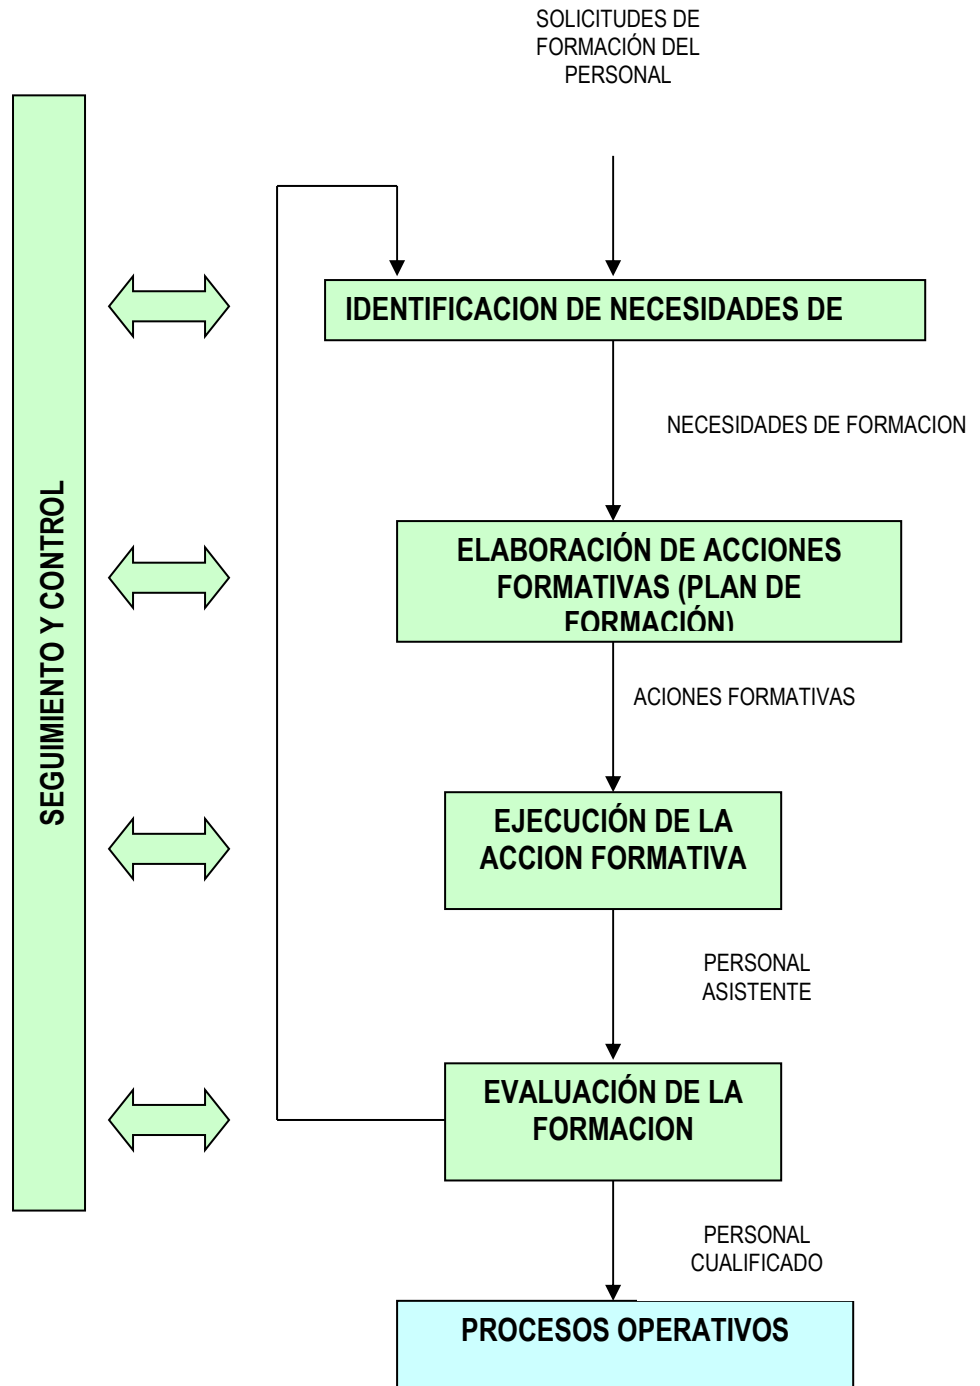 SOLICITUDES DE
FORMACIÓN DEL
PERSONAL
IDENTIFICACION DE NECESIDADES DE
NECESIDADES DE FORMACION
ELABORACIÓN DE ACCIONES
FORMATIVAS (PLAN DE
FORMACIÓN)
ACIONES FORMATIVAS
SEGUIMIENTO Y CONTROL
EJECUCIÓN DE LA
ACCION FORMATIVA
PERSONAL
ASISTENTE
EVALUACIÓN DE LA
FORMACION
PERSONAL
CUALIFICADO
PROCESOS OPERATIVOS